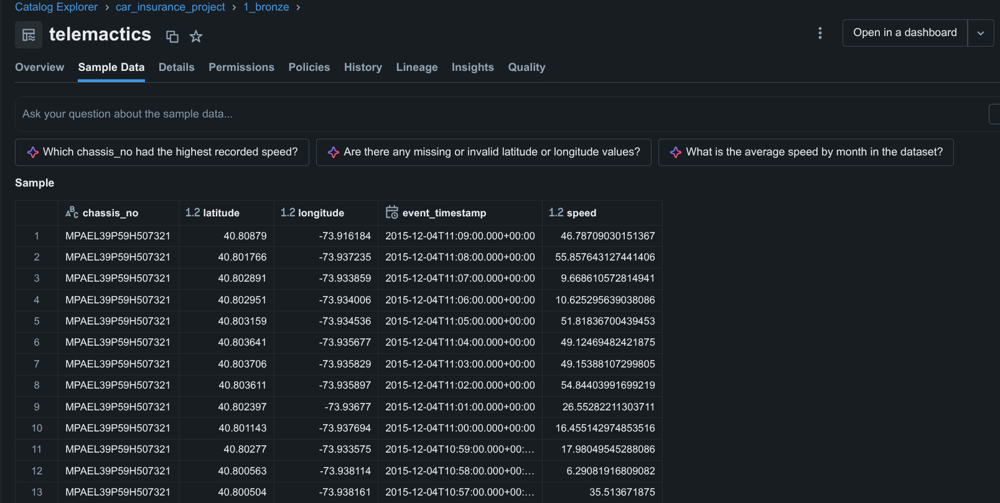 Catalog Explorer > car_insurance_project > 1_bronze >
telemactics
Open in a dashboard
Overview Sample Data Details Permissions Policies History Lineage Insights Quality
Ask your question about the sample data...
Which chassis_no had the highest recorded speed? Are there any missing or invalid latitude or longitude values? What is the average speed by month in the dataset?
Sample
ABC chassis_no 1.2 latitude 1.2 longitude event_timestamp 1.2 speed
1 MPAEL39P59H507321 40.80879 -73.916184 2015-12-04T11:09:00.000+00:00 46.78709030151367
2 MPAEL39P59H507321 40.801766 -73.937235 2015-12-04T11:08:00.000+00:00 55.857643127441406
3 MPAEL39P59H507321 40.802891 -73.933859 2015-12-04T11:07:00.000+00:00 9.668610572814941
4 MPAEL39P59H507321 40.802951 -73.934006 2015-12-04T11:06:00.000+00:00 10.625295639038086
5 MPAEL39P59H507321 40.803159 -73.934536 2015-12-04T11:05:00.000+00:00 51.81836700439453
6 MPAEL39P59H507321 40.803641 -73.935677 2015-12-04T11:04:00.000+00:00 49.12469482421875
7 MPAEL39P59H507321 40.803706 -73.935829 2015-12-04T11:03:00.000+00:00 49.15388107299805
8 MPAEL39P59H507321 40.803611 -73.935897 2015-12-04T11:02:00.000+00:00 54.84403991699219
9 MPAEL39P59H507321 40.802397 -73.93677 2015-12-04T11:01:00.000+00:00 26.55282211303711
10 MPAEL39P59H507321 40.801143 -73.937694 2015-12-04T11:00:00.000+00:00 16.455142974853516
11 MPAEL39P59H507321 40.80277 -73.933575 2015-12-04T10:59:00.000+00:... 17.98049545288086
12 MPAEL39P59H507321 40.800563 -73.938114 2015-12-04T10:58:00.000+00:... 6.29081916809082
13 MPAEL39P59H507321 40.800504 -73.938161 2015-12-04T10:57:00.000+00:... 35.513671875